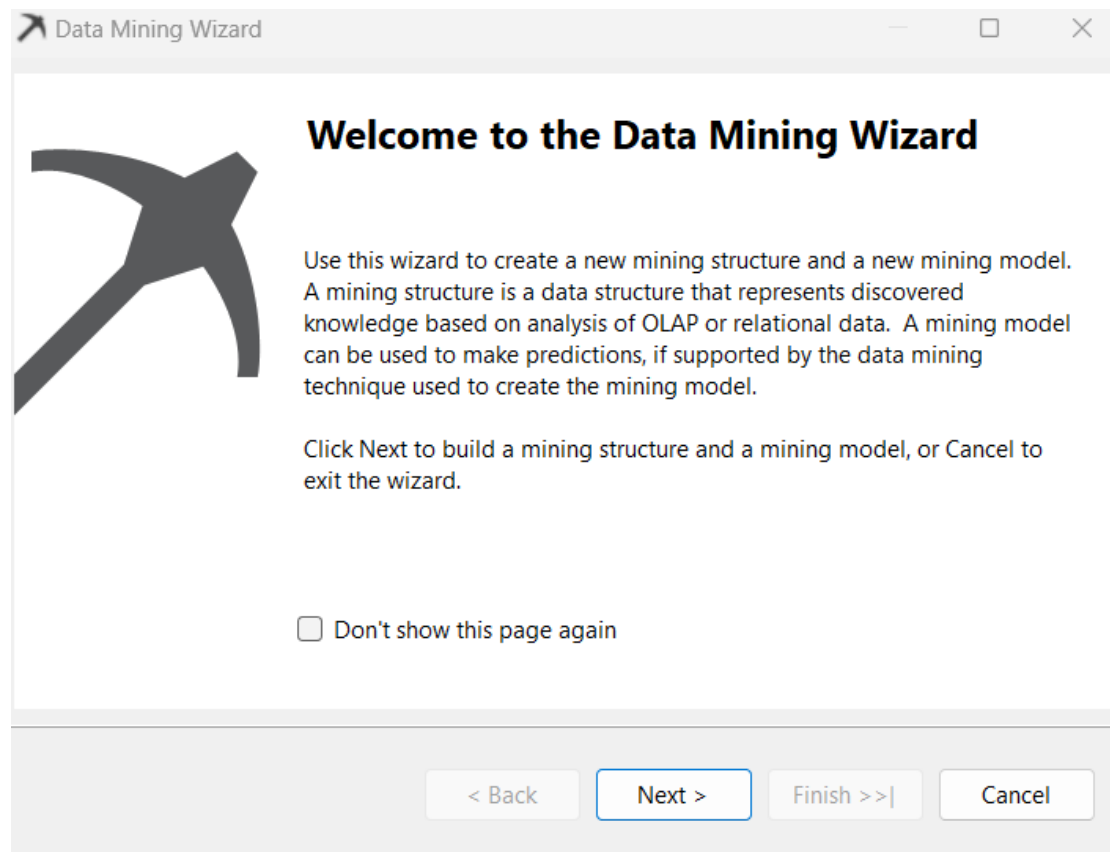 Data Mining Wizard
Welcome to the Data Mining Wizard
Use this wizard to create a new mining structure and a new mining model.
A mining structure is a data structure that represents discovered
knowledge based on analysis of OLAP or relational data.  A mining model
can be used to make predictions, if supported by the data mining
technique used to create the mining model.
Click Next to build a mining structure and a mining model, or Cancel to
exit the wizard.
Don't show this page again
< Back
Next >
Finish >>|
Cancel